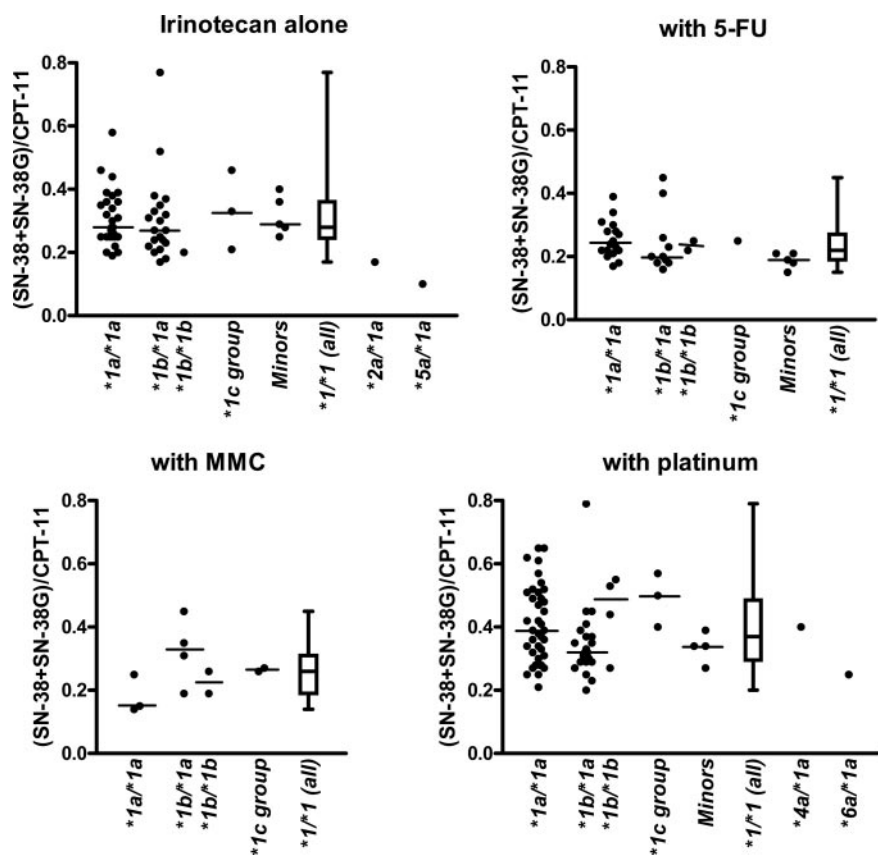 Irinotecan alone
(SN-38+SN-38G)/CPT-11
0.8
0.6
0.4
0.2
0.0
*1a/*1a
*1b/*1a
*1b/*1b
*1c group
Minors
*1/*1 (all)
*2a/*1a
*5a/*1a
with 5-FU
(SN-38+SN-38G)/CPT-11
0.8
0.6
0.4
0.2
0.0
*1a/*1a
*1b/*1a
*1b/*1b
*1c group
Minors
*1/*1 (all)
with MMC
(SN-38+SN-38G)/CPT-11
0.8
0.6
0.4
0.2
0.0
*1a/*1a
*1b/*1a
*1b/*1b
*1c group
*1/*1 (all)
with platinum
(SN-38+SN-38G)/CPT-11
0.8
0.6
0.4
0.2
0.0
*1a/*1a
*1b/*1a
*1b/*1b
*1c group
Minors
*1/*1 (all)
*4a/*1a
*6a/*1a